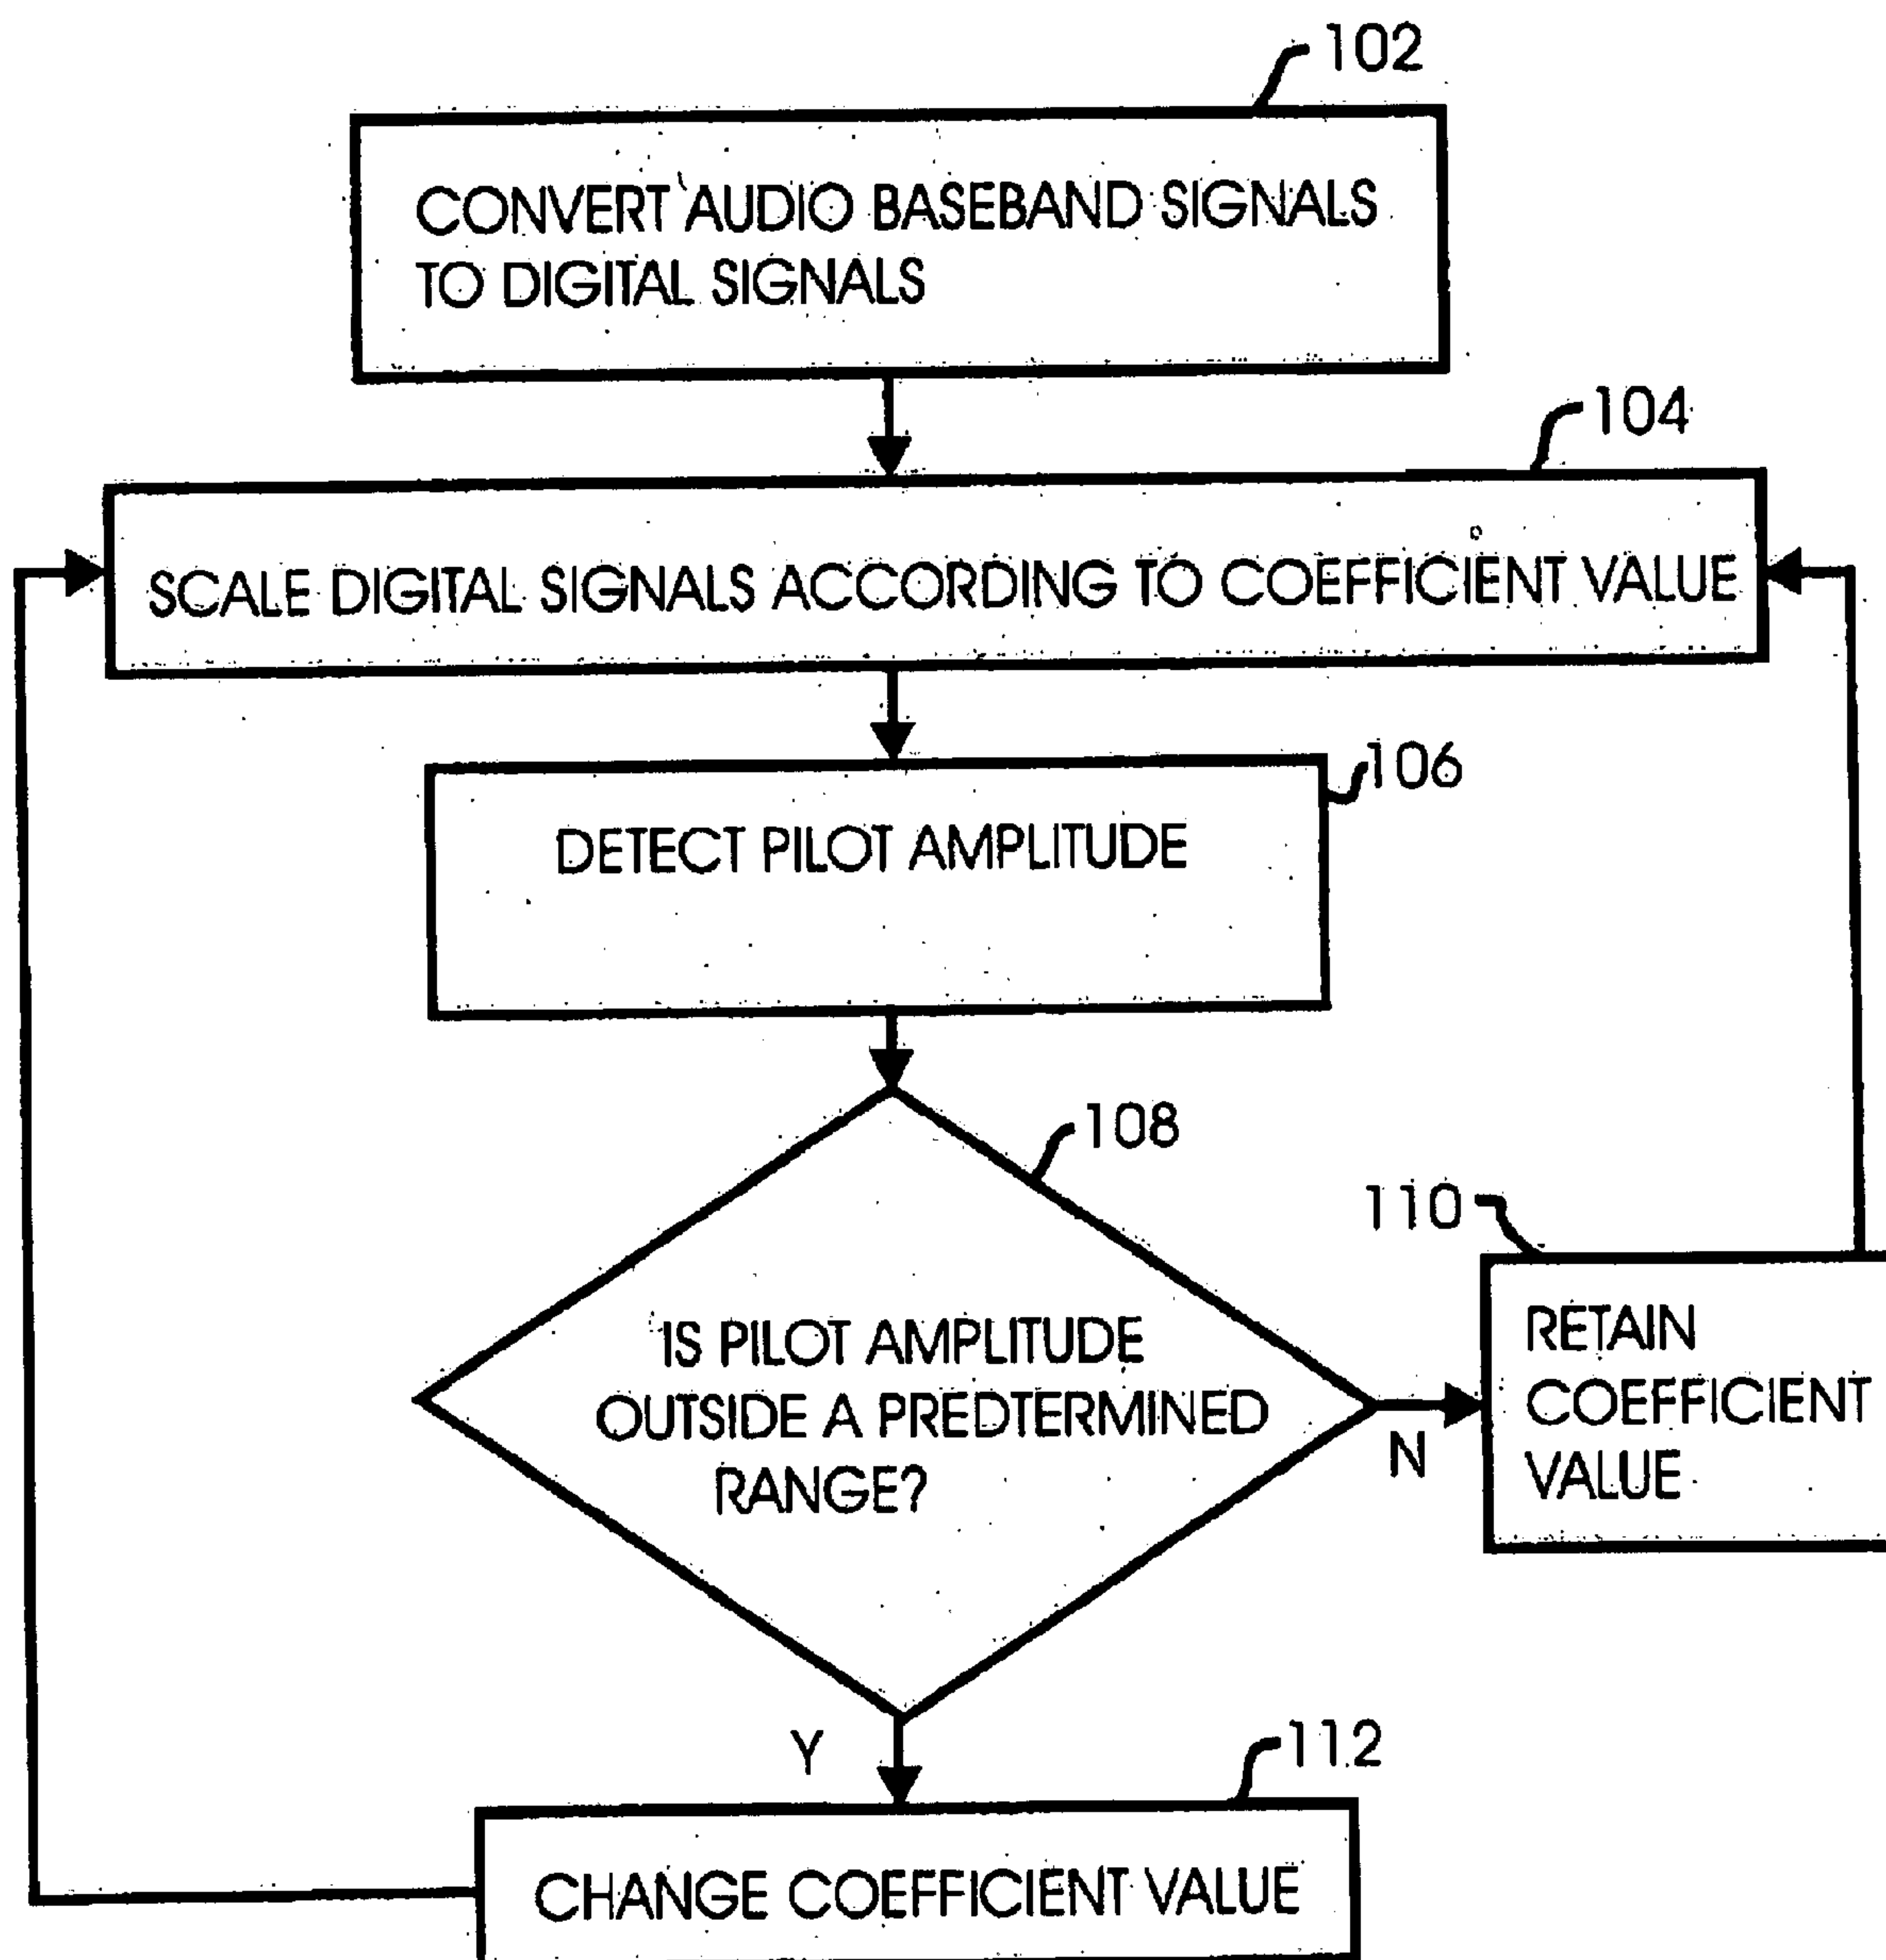 102
CONVERT AUDIO BASEBAND SIGNALS
TO DIGITAL SIGNALS
104
SCALE DIGITAL SIGNALS ACCORDING TO COEFFICIENT VALUE
106
DETECT PILOT AMPLITUDE
108
IS PILOT AMPLITUDE
OUTSIDE A PREDTERMINED
RANGE?
N
110
RETAIN
COEFFICIENT
VALUE
Y
112
CHANGE COEFFICIENT VALUE